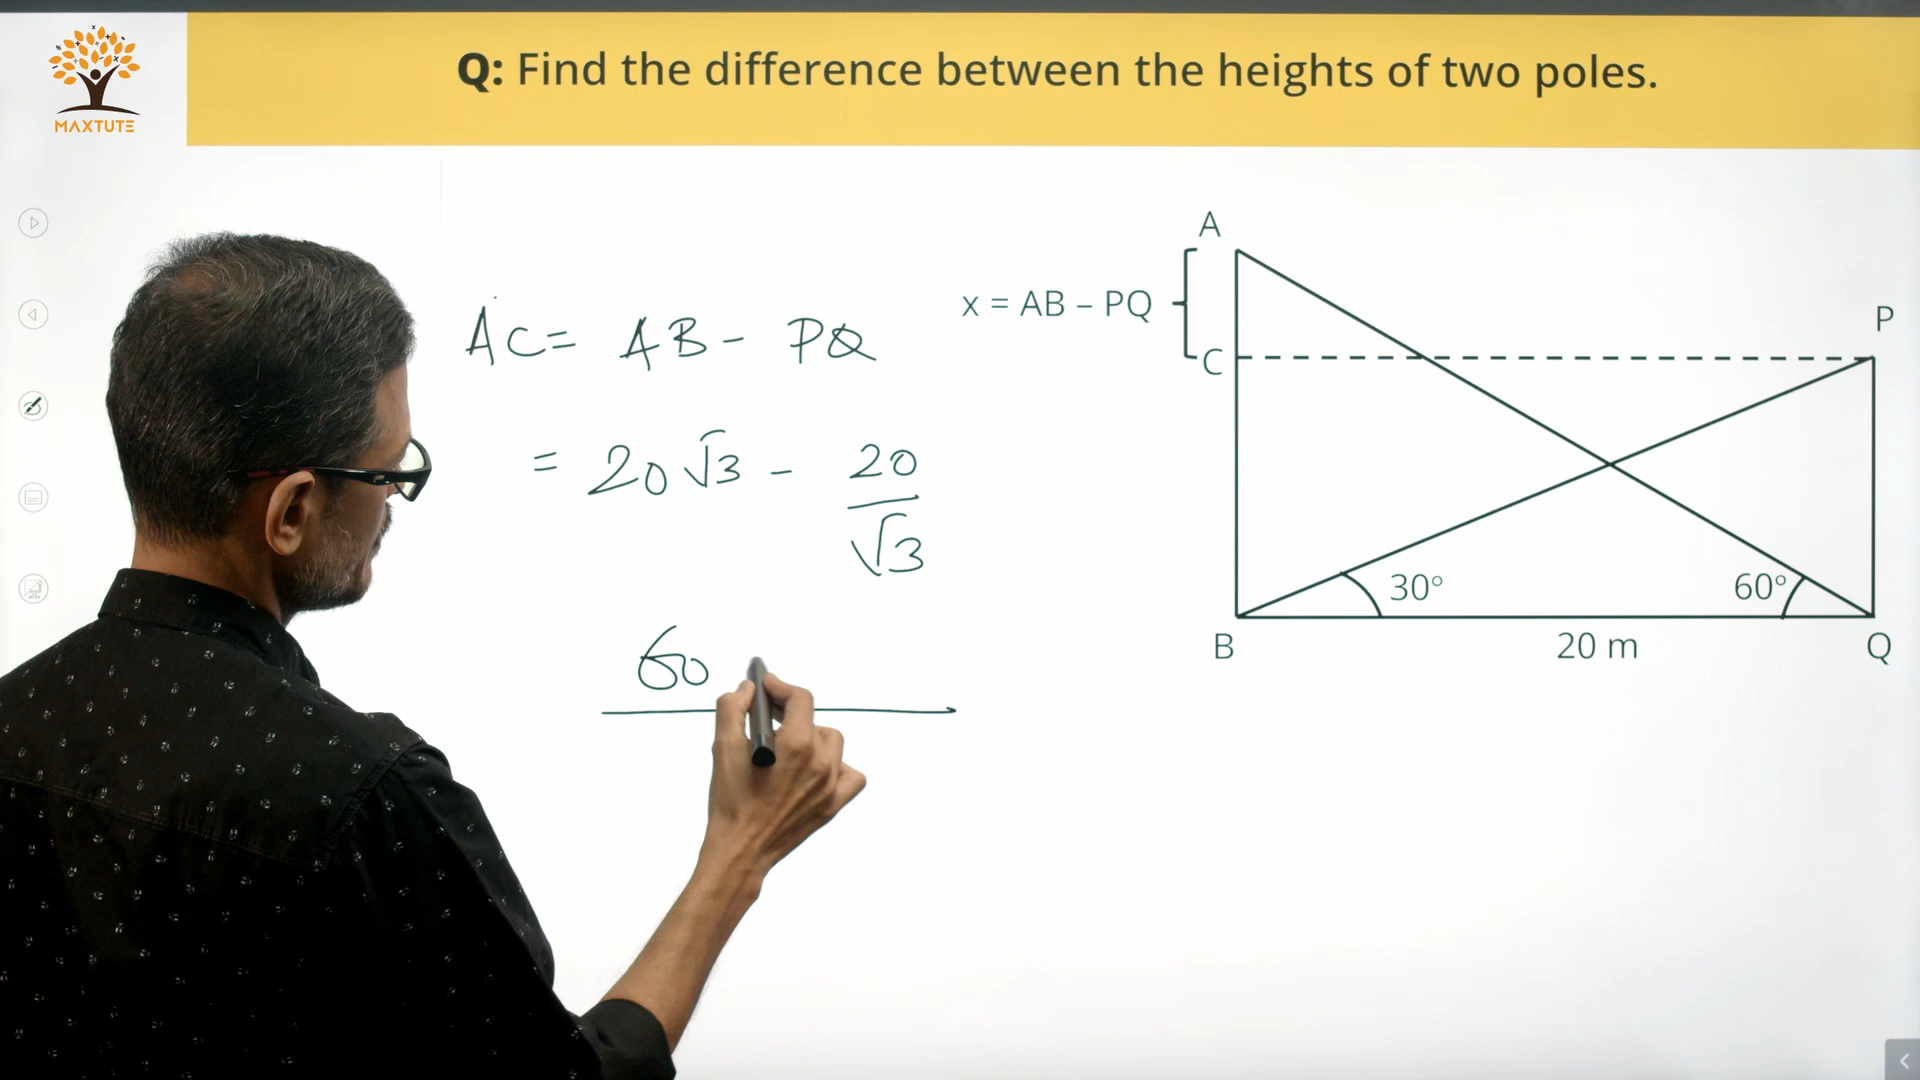 MAXTUTE
Q: Find the difference between the heights of two poles.
AC = AB - PQ
= 20√3 - 20/√3
60
x = AB – PQ
A
C
P
30°
60°
B
20 m
Q